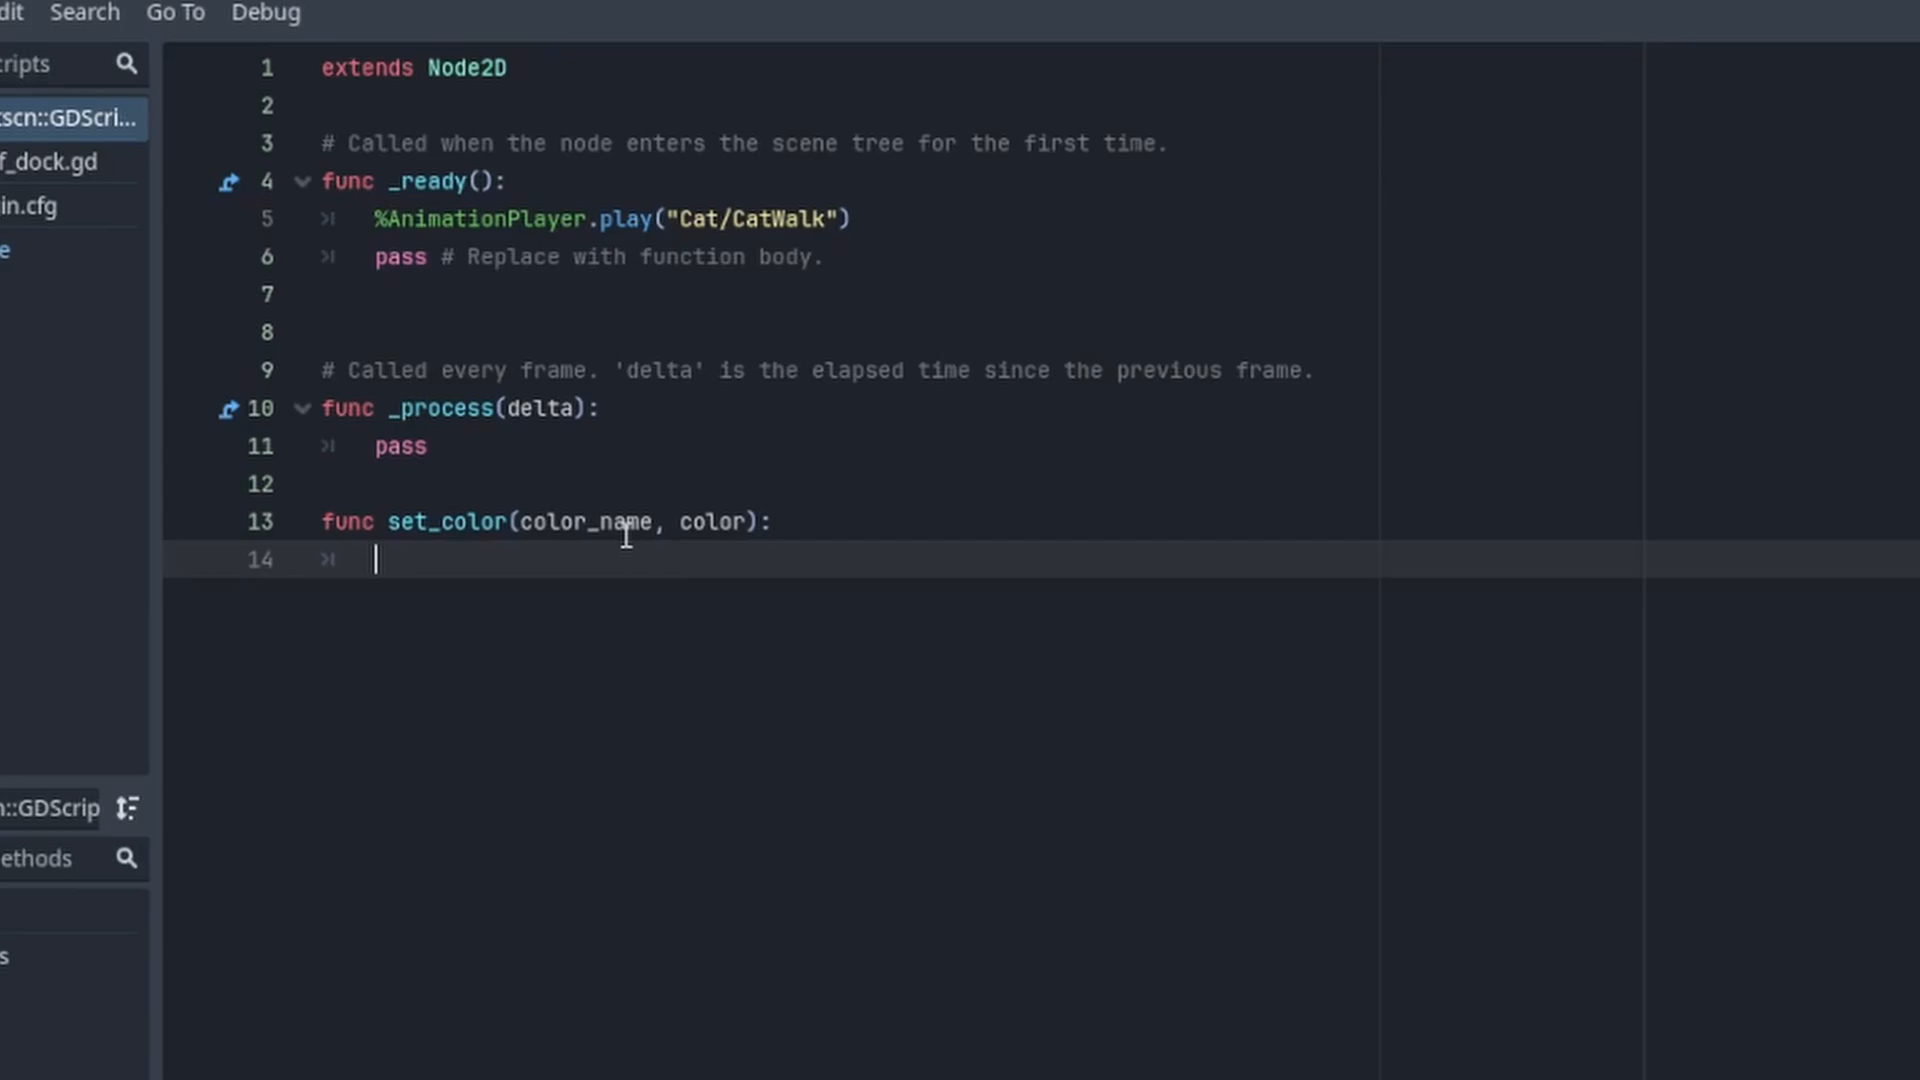 dit Search Go To Debug
cripts
tscn::GDScri...
f_dock.gd
in.cfg
e
n::GDScrip
ethods
s
1 extends Node2D
2
3 # Called when the node enters the scene tree for the first time.
4 func _ready():
5 %AnimationPlayer.play("Cat/CatWalk")
6 pass # Replace with function body.
7
8
9 # Called every frame. 'delta' is the elapsed time since the previous frame.
10 func _process(delta):
11 pass
12
13 func set_color(color_name, color):
14